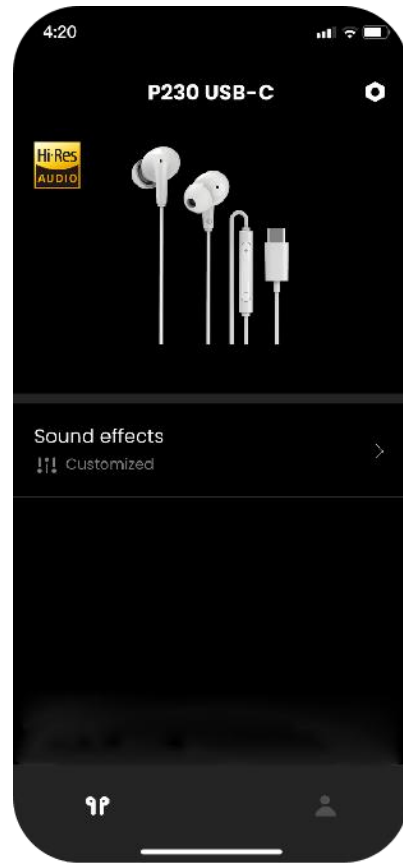 4:20
P230 USB-C
Hi-Res
AUDIO
Sound effects
Customized